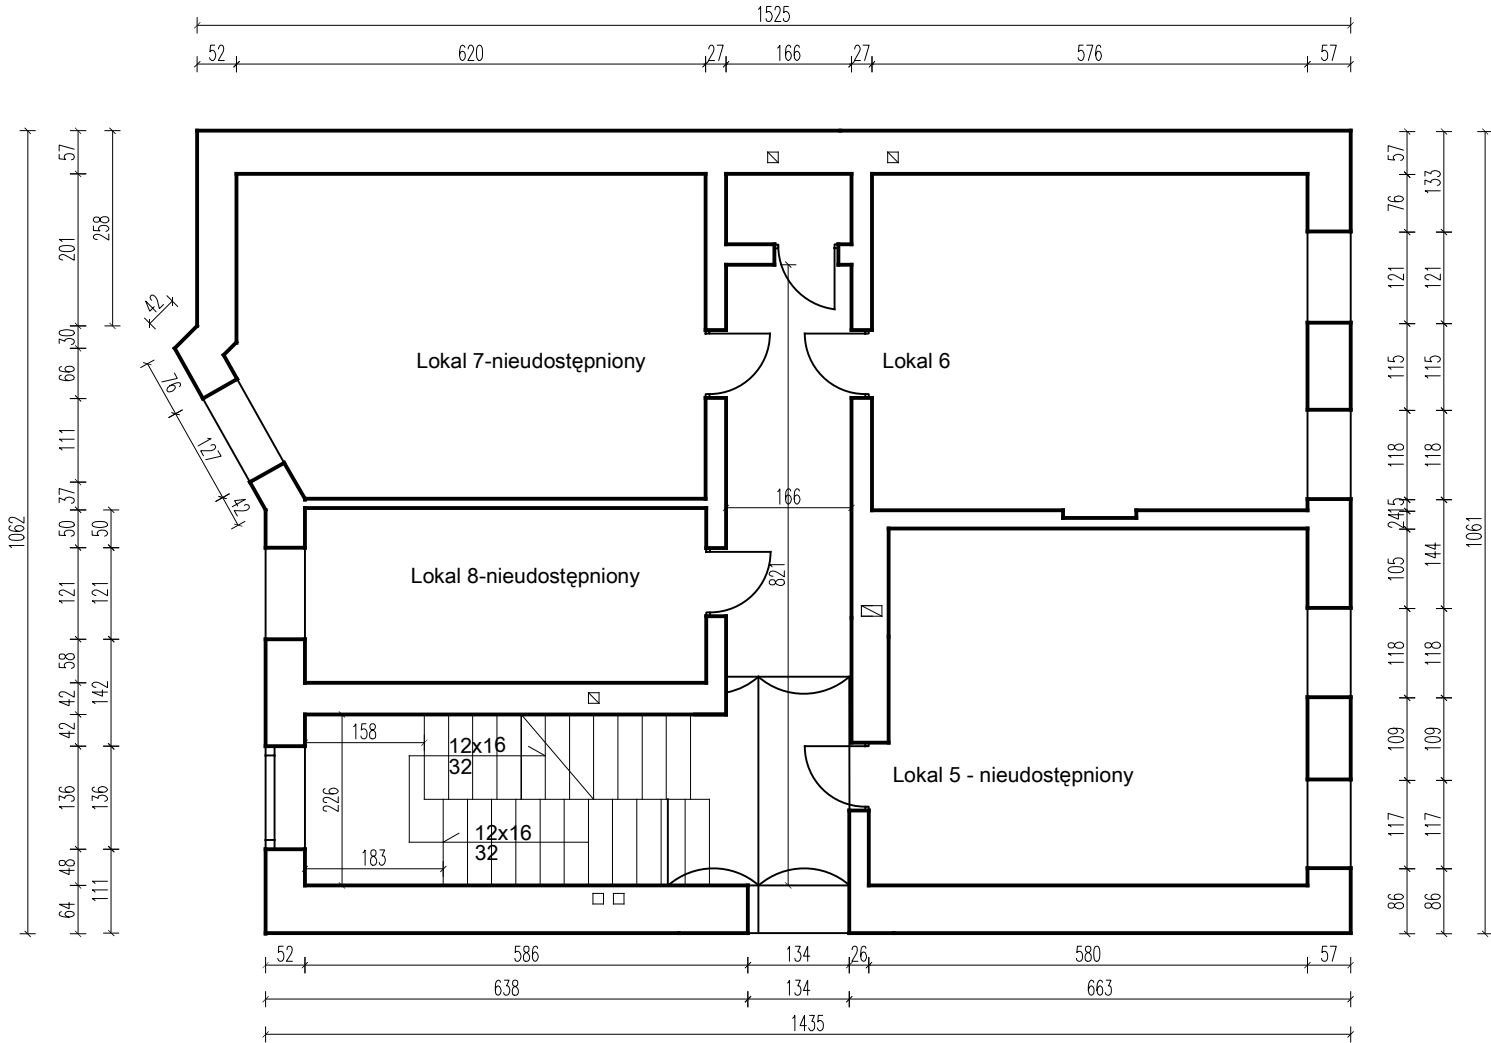 1525
52 620 27 166 27 576 57
57 201 30 66 111 37 50 121 58 42 42 136 48 64
258
50 121 142 136 111
1062
42
76
127
42
Lokal 7-nieudostępniony
Lokal 6
166
821
Lokal 8-nieudostępniony
Lokal 5 - nieudostępniony
158
12x16
32
226
12x16
32
183
57 76 121 115 118 15 24 105 118 109 117 86
133 121 115 118 144 118 109 117 86
1061
52 586 134 26 580 57
638 134 663
1435